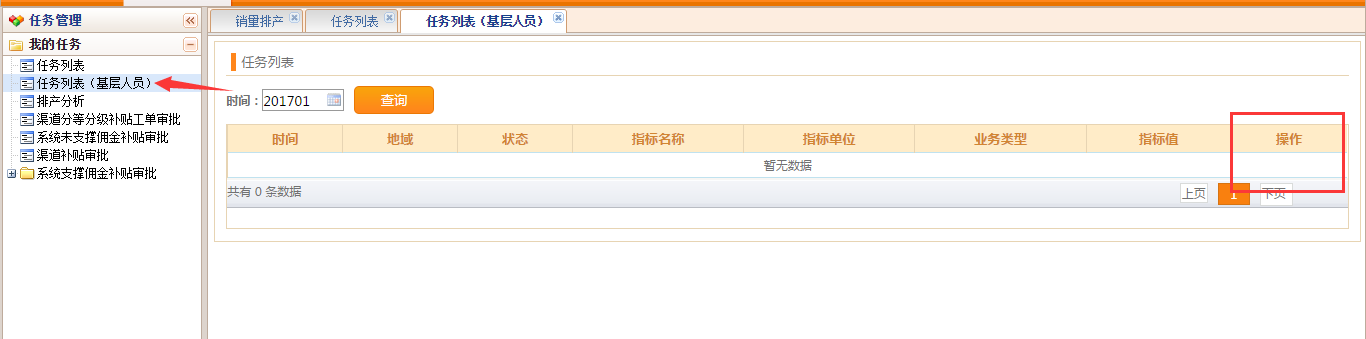 任务管理
我的任务
任务列表
任务列表（基层人员）
排产分析
渠道分等分级补贴工单审批
系统未支撑佣金补贴审批
渠道补贴审批
系统支撑佣金补贴审批
销量排产 任务列表 任务列表（基层人员）
任务列表
时间：201701 查询
时间 地域 状态 指标名称 指标单位 业务类型 指标值 操作
暂无数据
共有 0 条数据 上页 1 下页